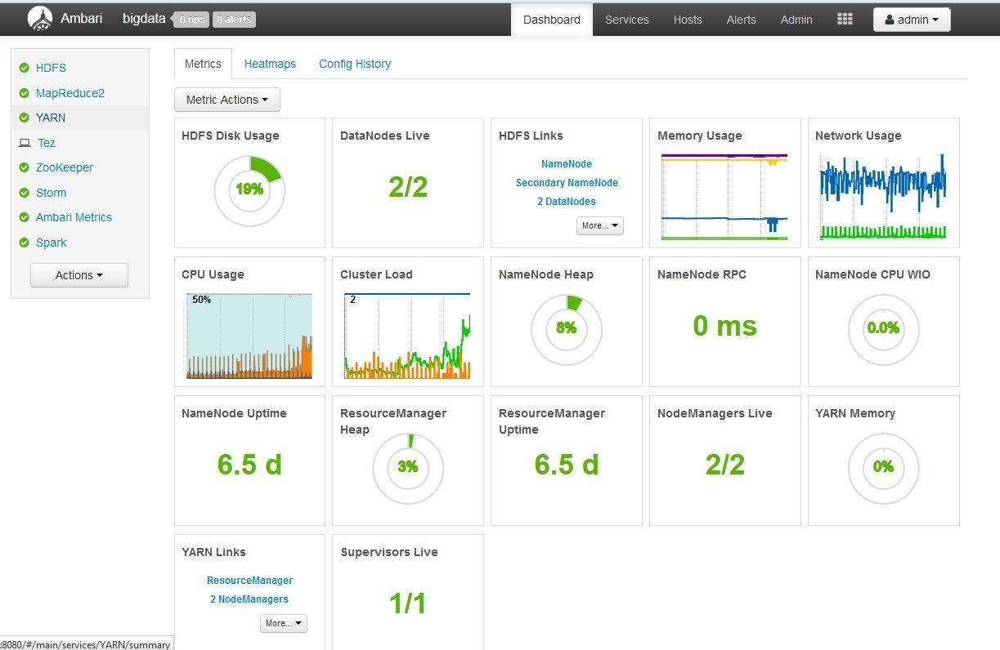 Ambari bigdata 0 ops 0 alerts Dashboard Services Hosts Alerts Admin admin
HDFS
MapReduce2
YARN
Tez
ZooKeeper
Storm
Ambari Metrics
Spark
Actions
Metrics Heatmaps Config History
Metric Actions
HDFS Disk Usage
19%
DataNodes Live
2/2
HDFS Links
NameNode
Secondary NameNode
2 DataNodes
More...
Memory Usage
Network Usage
CPU Usage
50%
Cluster Load
2
NameNode Heap
8%
NameNode RPC
0 ms
NameNode CPU WIO
0.0%
NameNode Uptime
6.5 d
ResourceManager
Heap
3%
ResourceManager
Uptime
6.5 d
NodeManagers Live
2/2
YARN Memory
0%
YARN Links
ResourceManager
2 NodeManagers
More...
Supervisors Live
1/1
:8080/#/main/services/YARN/summary